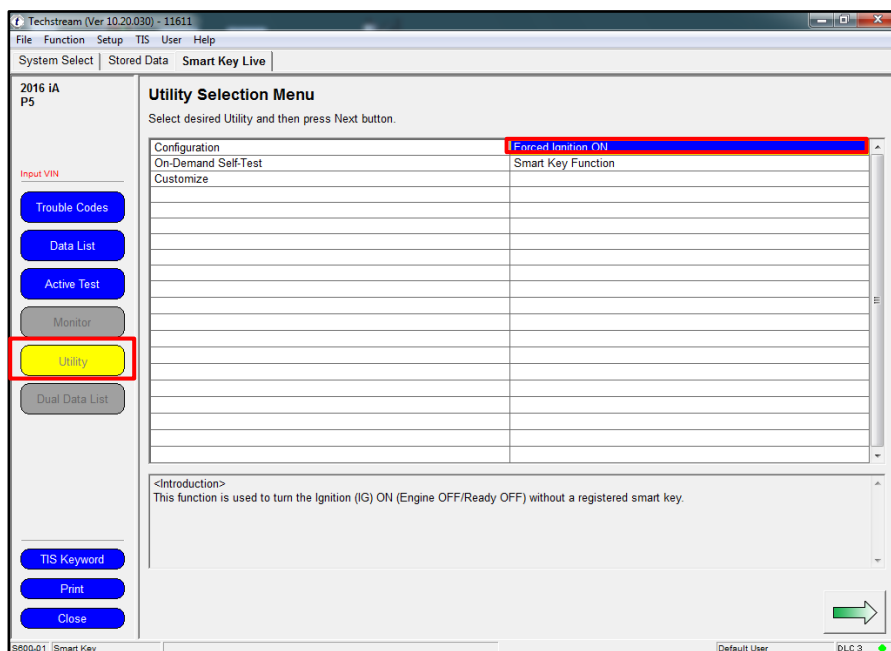 Techstream (Ver 10.20.030) - 11611
File Function Setup TIS User Help
System Select Stored Data Smart Key Live
2016 iA
P5
Input VIN
Trouble Codes
Data List
Active Test
Monitor
Utility
Dual Data List
TIS Keyword
Print
Close
Utility Selection Menu
Select desired Utility and then press Next button.
Configuration Forced Ignition ON
On-Demand Self-Test Smart Key Function
Customize
<Introduction>
This function is used to turn the Ignition (IG) ON (Engine OFF/Ready OFF) without a registered smart key.
S600-01 Smart Key Default User DLC 3